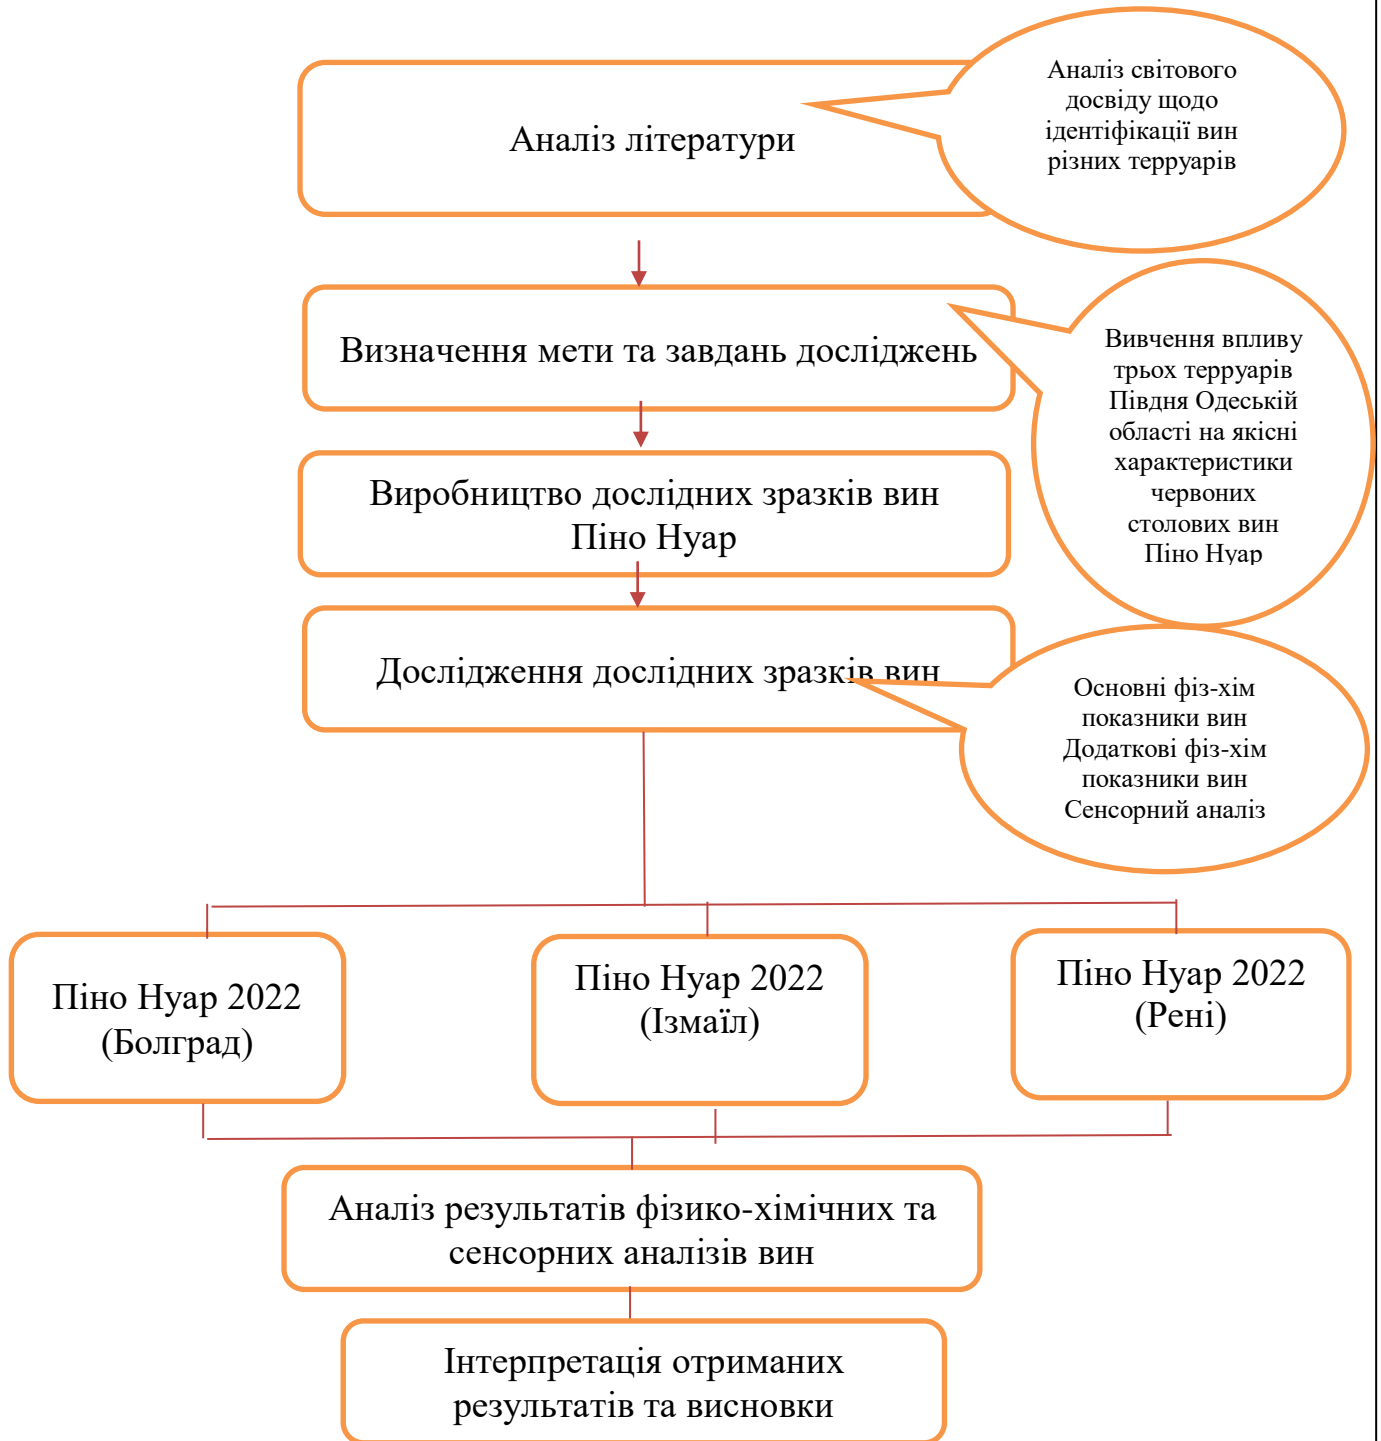 Аналіз літератури
Аналіз світового
досвіду щодо
ідентифікації вин
різних терруарів
Визначення мети та завдань досліджень
Вивчення впливу
трьох терруарів
Півдня Одеській
області на якісні
характеристики
червоних
столових вин
Піно Нуар
Виробництво дослідних зразків вин
Піно Нуар
Дослідження дослідних зразків вин
Основні фіз-хім
показники вин
Додаткові фіз-хім
показники вин
Сенсорний аналіз
Піно Нуар 2022
(Болград)
Піно Нуар 2022
(Ізмаїл)
Піно Нуар 2022
(Рені)
Аналіз результатів фізико-хімічних та
сенсорних аналізів вин
Інтерпретація отриманих
результатів та висновки